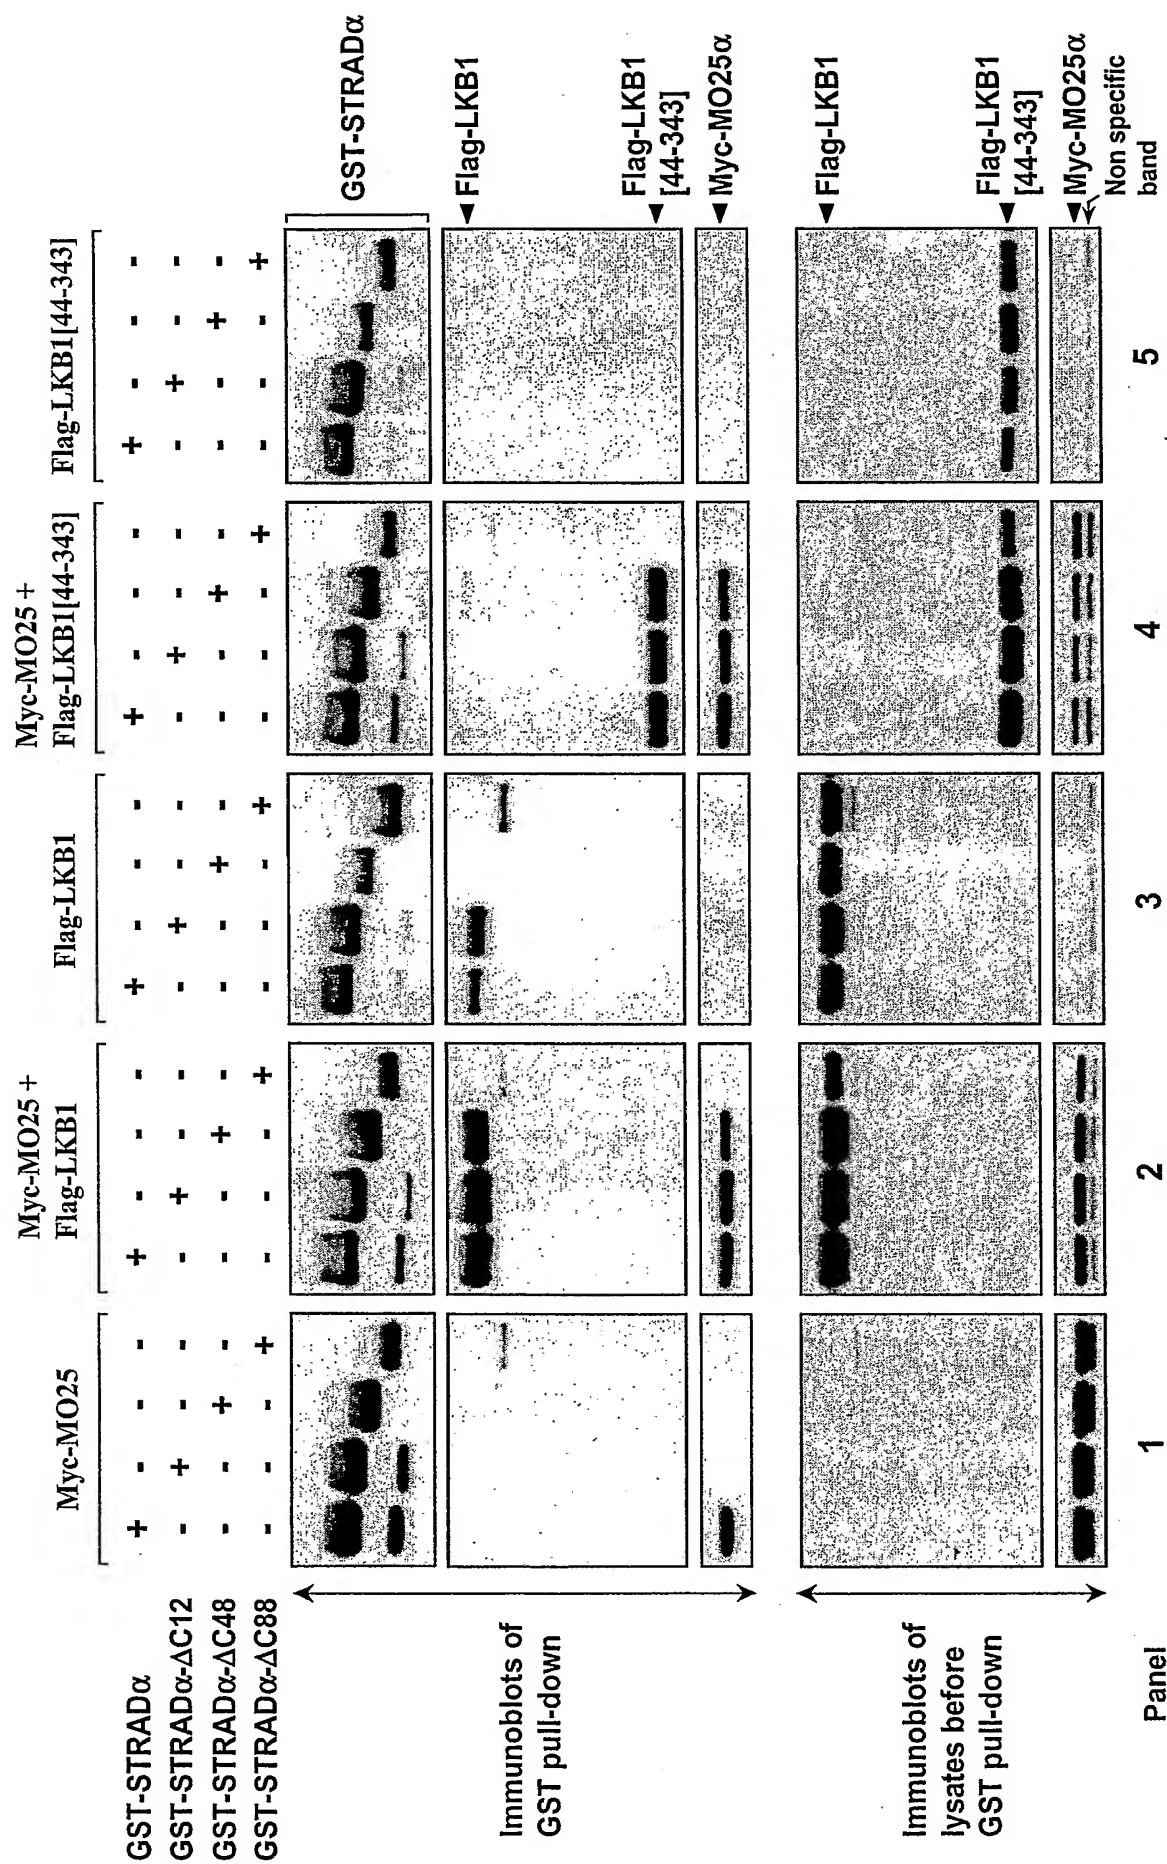 Myc-MO25
Myc-MO25 +
Flag-LKB1
Flag-LKB1
Myc-MO25 +
Flag-LKB1[44-343]
Flag-LKB1[44-343]
GST-STRADα + - - - + - - - + - - - + - - - + - - -
GST-STRADα-ΔC12 - + - - - + - - - + - - - + - - - + - -
GST-STRADα-ΔC48 - - + - - - + - - - + - - - + - - - + -
GST-STRADα-ΔC88 - - - + - - - + - - - + - - - + - - - +
GST-STRADα
Immunoblots of
GST pull-down
Flag-LKB1
Flag-LKB1
[44-343]
Myc-MO25α
Immunoblots of
lysates before
GST pull-down
Flag-LKB1
Flag-LKB1
[44-343]
Myc-MO25α
Non specific
band
Panel 1 2 3 4 5